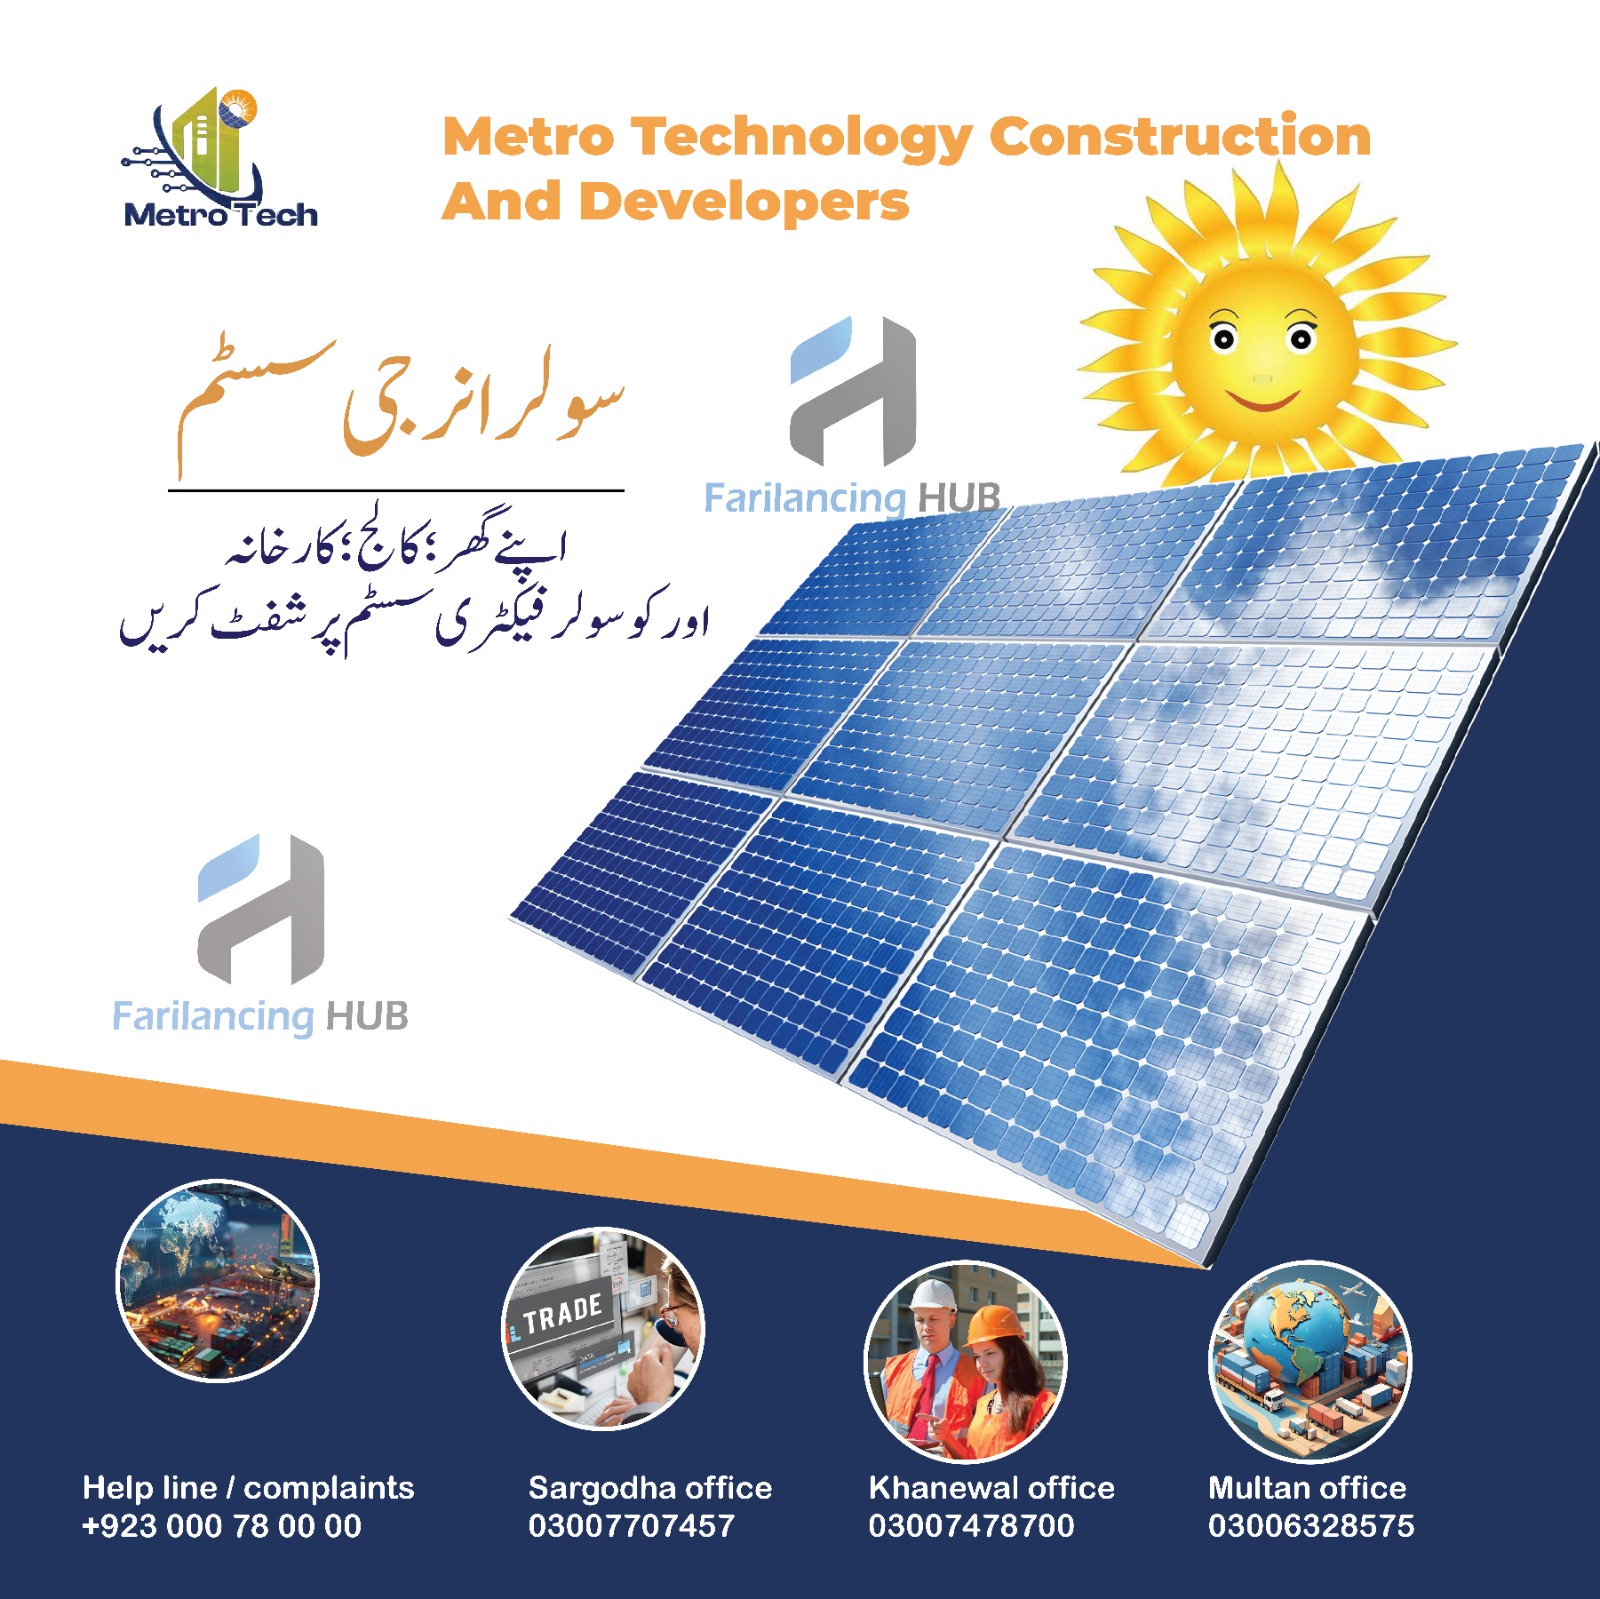 Metro Tech
Metro Technology Construction
And Developers
سولر انرجی سسٹم
Farilancing HUB
اپنے گھر؛ کالج؛ کارخانہ
اور کو سولر فیکٹری سسٹم پر شفٹ کریں
Farilancing HUB
TRADE
Help line / complaints
+923 000 78 00 00
Sargodha office
03007707457
Khanewal office
03007478700
Multan office
03006328575